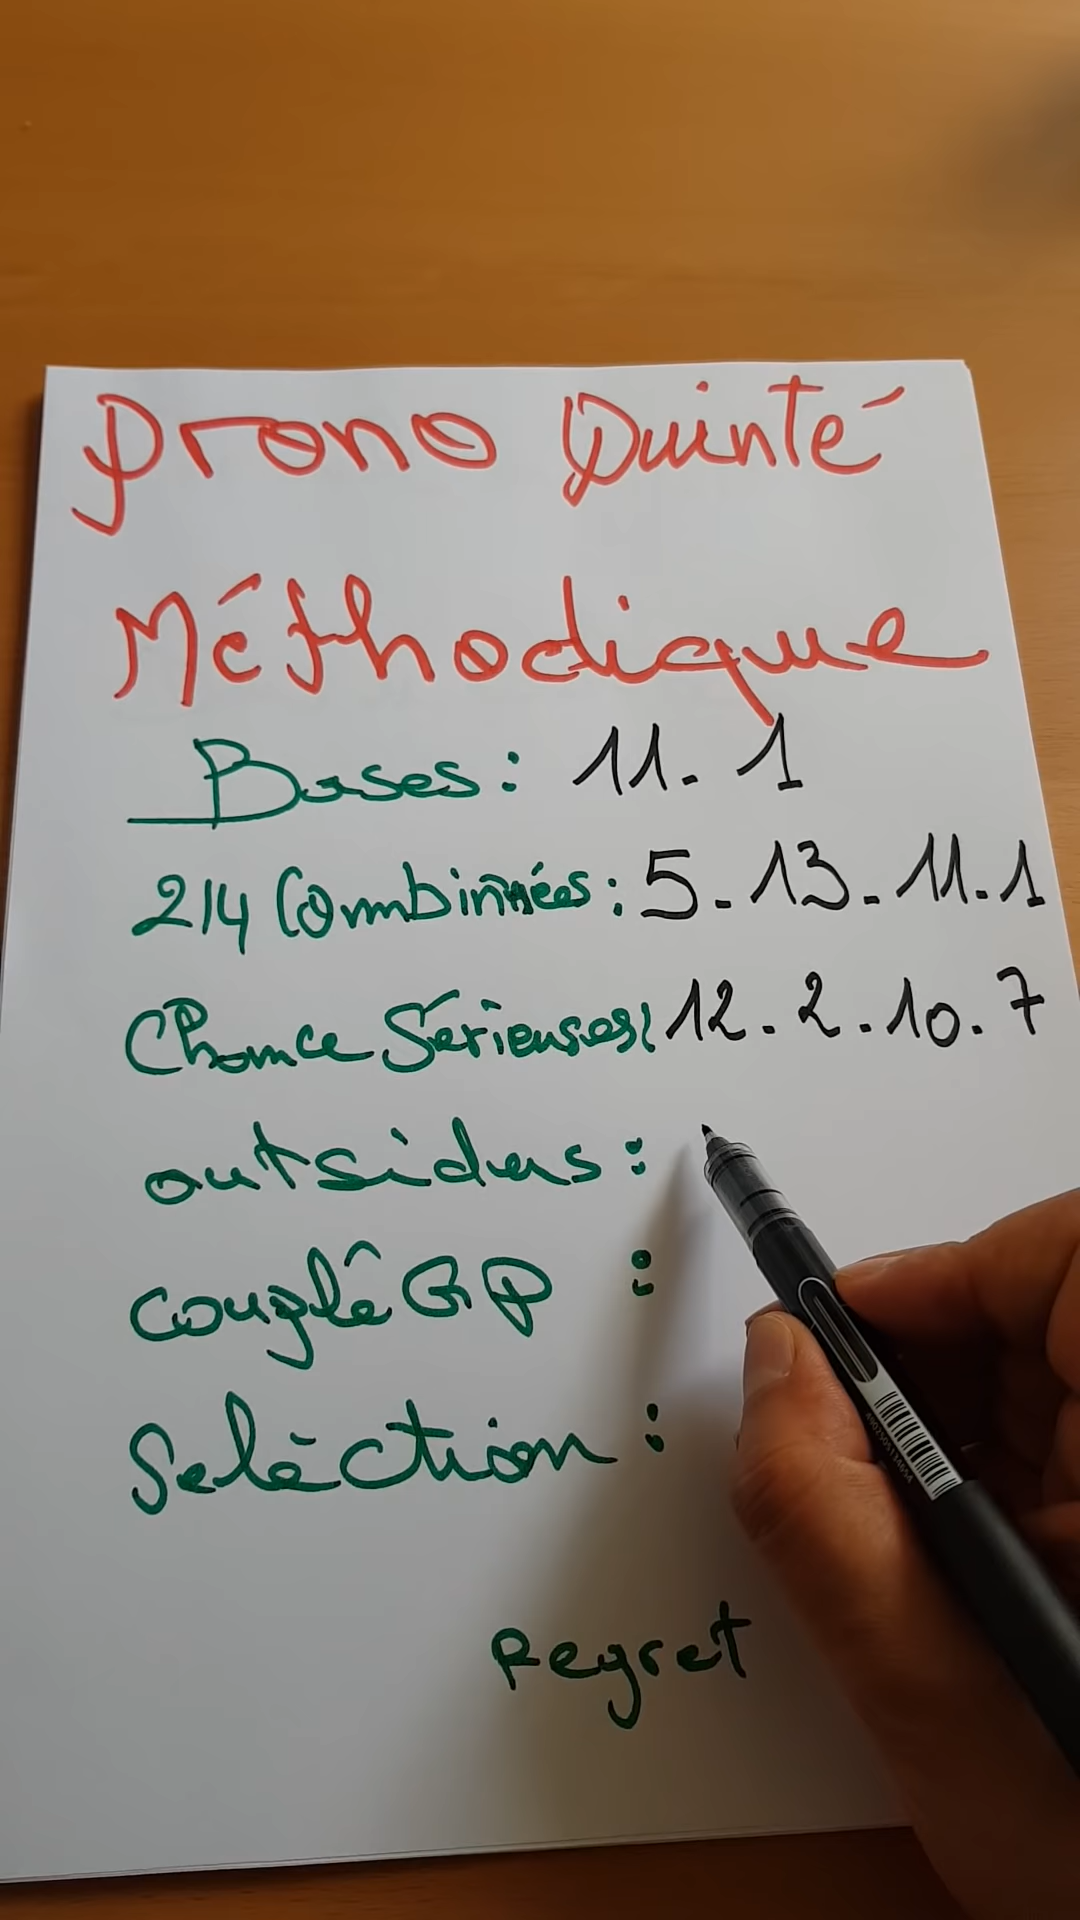 Prono Quinté
Méthodique
Bases: 11. 1
2/4 Combinées: 5. 13. 11. 1
Chance Sérieuses: 12. 2. 10. 7
outsiders:
couplé GP :
Seléction:
Regret